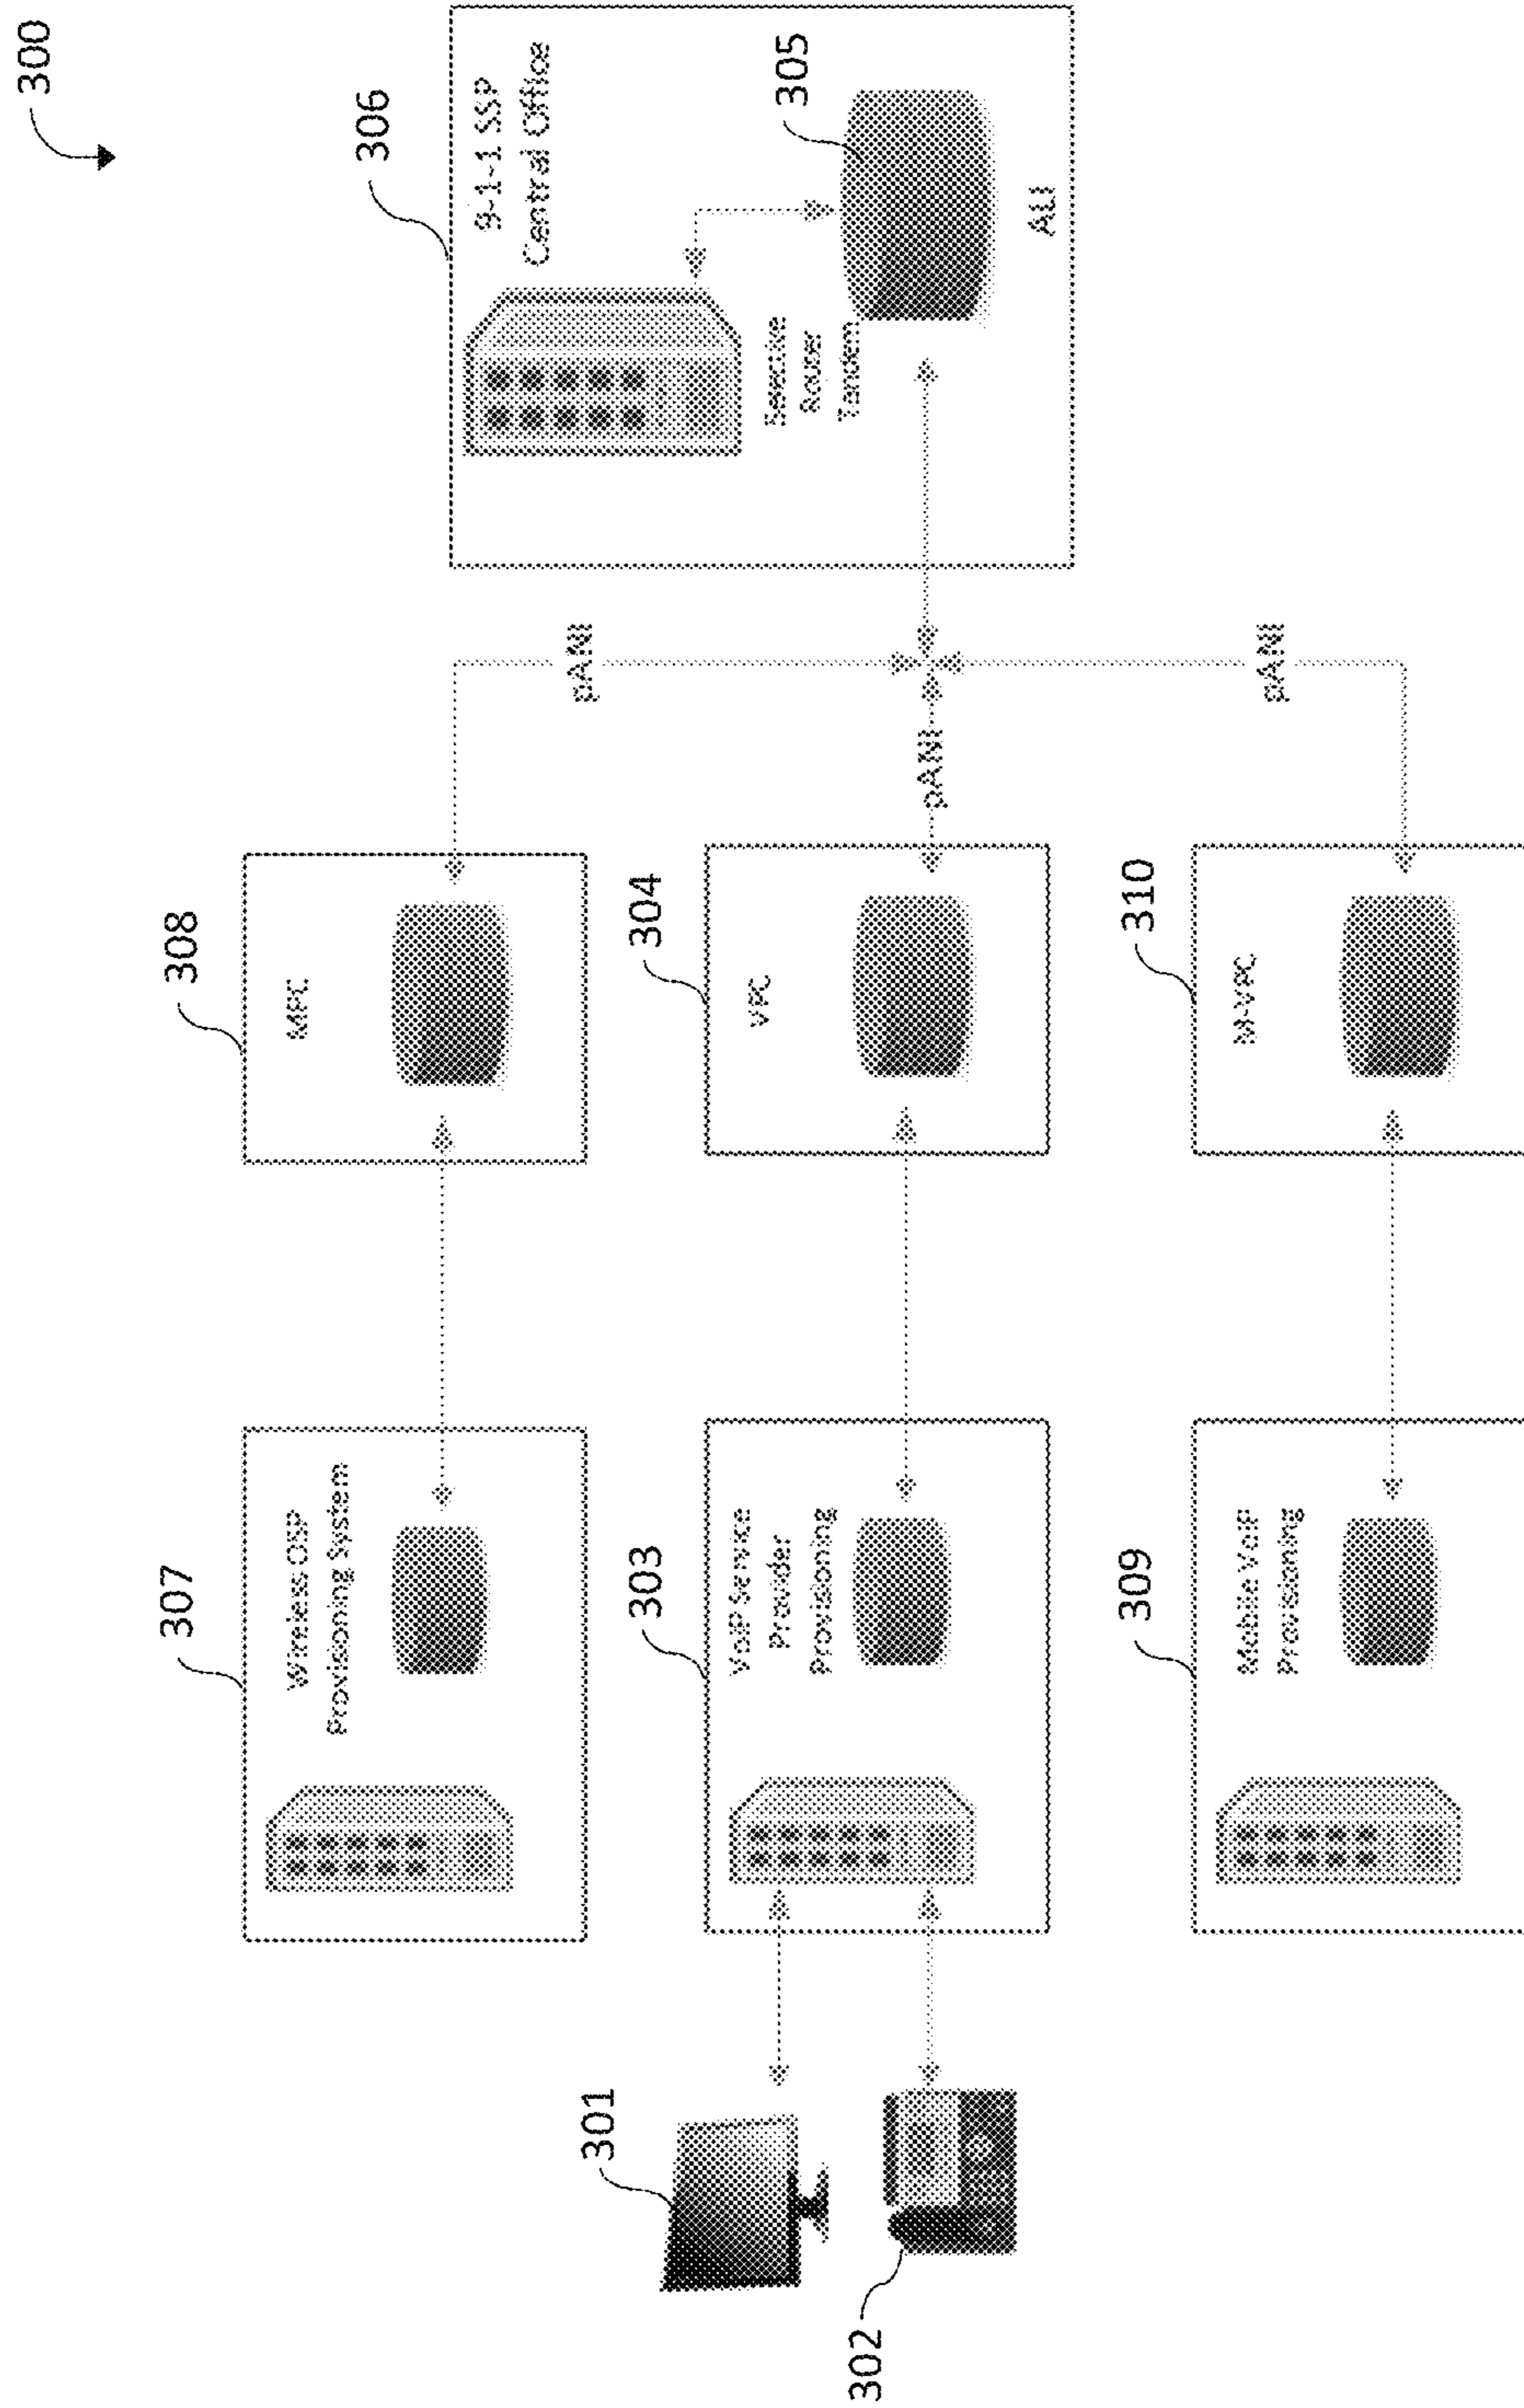 300
306
9-1-1 SSP
Central Office
305
Selective
Router
Tandem
ALI
pANI
pANI
pANI
308
MPC
304
VPC
310
M-VPC
307
Wireless OSP
Provisioning System
303
VoIP Service
Provider
Provisioning
309
Mobile VoIP
Provisioning
301
302